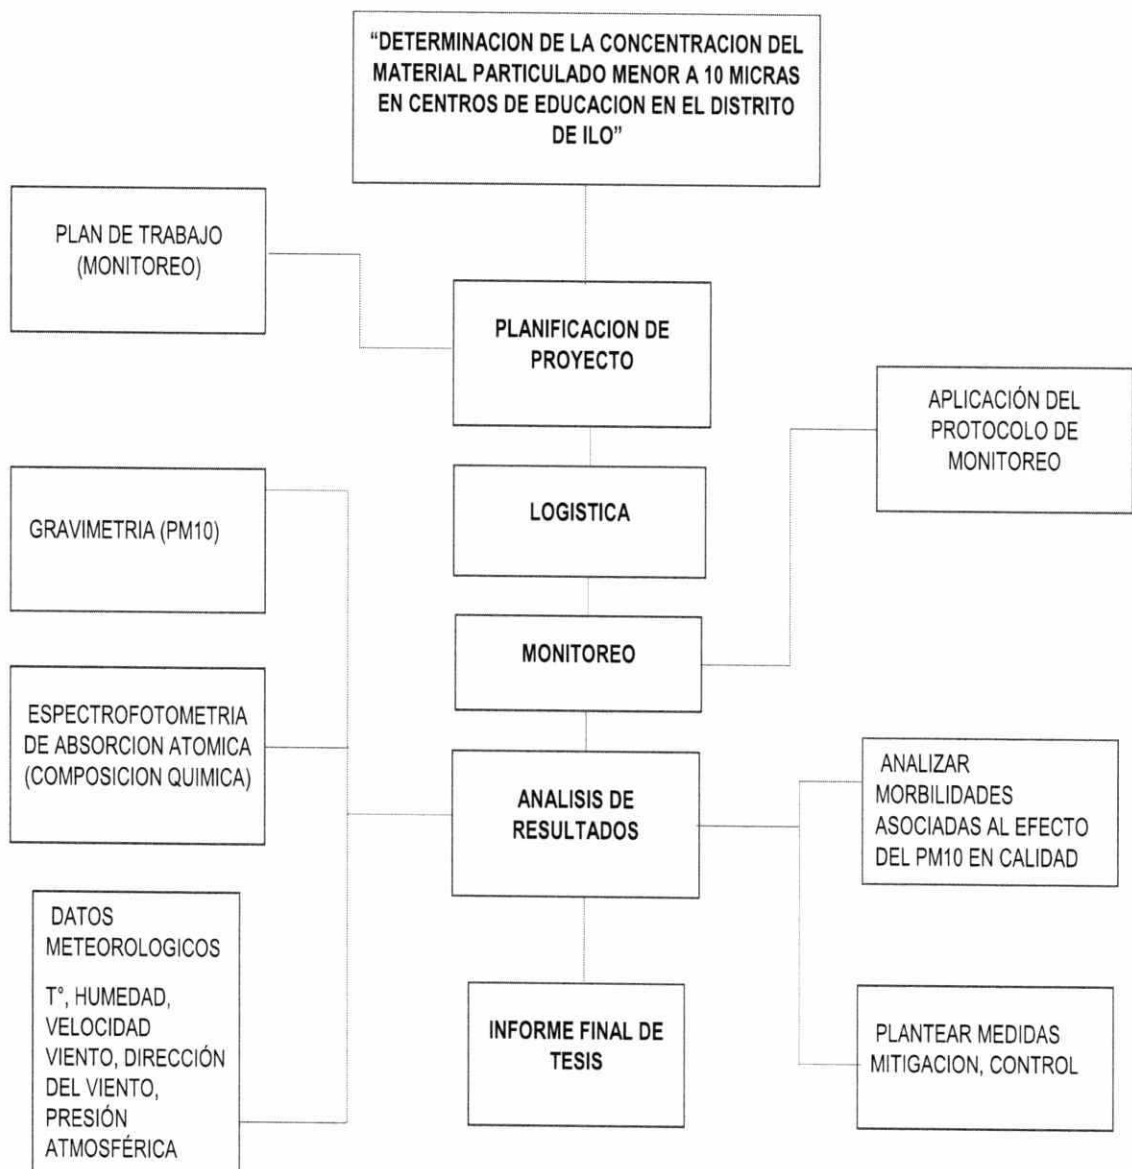 “DETERMINACION DE LA CONCENTRACION DEL
MATERIAL PARTICULADO MENOR A 10 MICRAS
EN CENTROS DE EDUCACION EN EL DISTRITO
DE ILO”
PLAN DE TRABAJO
(MONITOREO)
PLANIFICACION DE
PROYECTO
APLICACIÓN DEL
PROTOCOLO DE
MONITOREO
LOGISTICA
GRAVIMETRIA (PM10)
MONITOREO
ESPECTROFOTOMETRIA
DE ABSORCION ATOMICA
(COMPOSICION QUIMICA)
ANALISIS DE
RESULTADOS
ANALIZAR
MORBILIDADES
ASOCIADAS AL EFECTO
DEL PM10 EN CALIDAD
DATOS
METEOROLOGICOS
T°, HUMEDAD,
VELOCIDAD
VIENTO, DIRECCIÓN
DEL VIENTO,
PRESIÓN
ATMOSFÉRICA
INFORME FINAL DE
TESIS
PLANTEAR MEDIDAS
MITIGACION, CONTROL